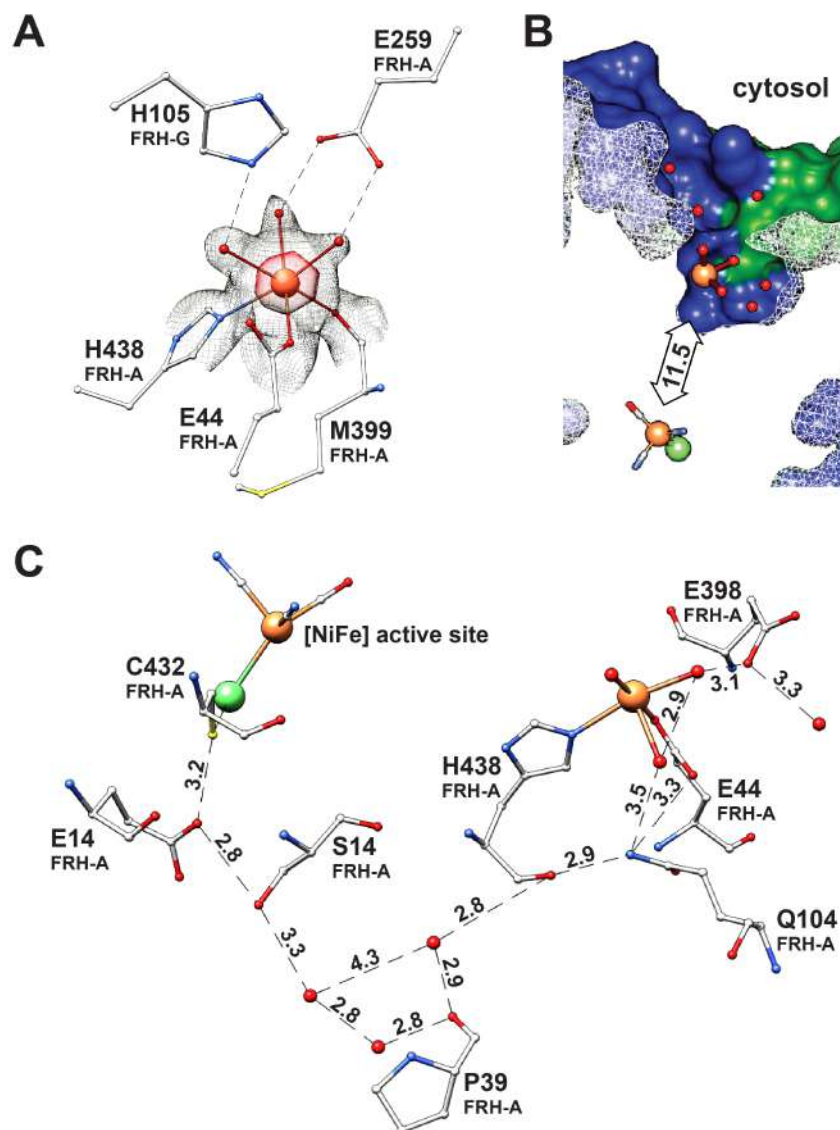 A
E259
FRH-A
H105
FRH-G
H438
FRH-A
E44
FRH-A
M399
FRH-A
B
cytosol
11.5
C
[NiFe] active site
C432
FRH-A
3.2
E14
FRH-A
2.8
S14
FRH-A
3.3
4.3
2.8
2.8
2.9
2.8
P39
FRH-A
E398
FRH-A
3.1
3.3
2.9
H438
FRH-A
3.5
3.3
E44
FRH-A
2.9
Q104
FRH-A